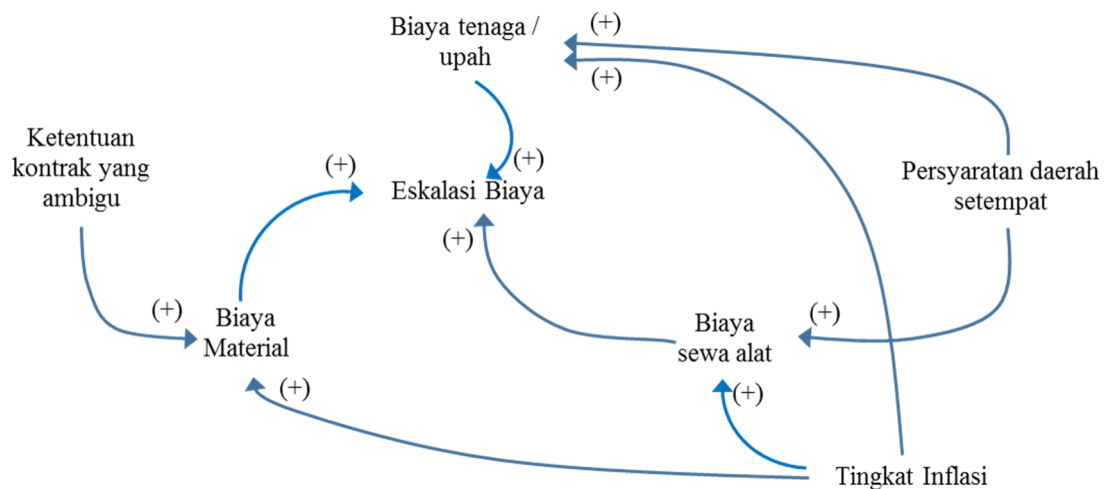 Biaya tenaga /
upah
(+)
(+)
Ketentuan
kontrak yang
ambigu
(+)
(+)
Eskalasi Biaya
Persyaratan daerah
setempat
(+)
(+)
Biaya
Material
Biaya
sewa alat
(+)
(+)
(+)
Tingkat Inflasi